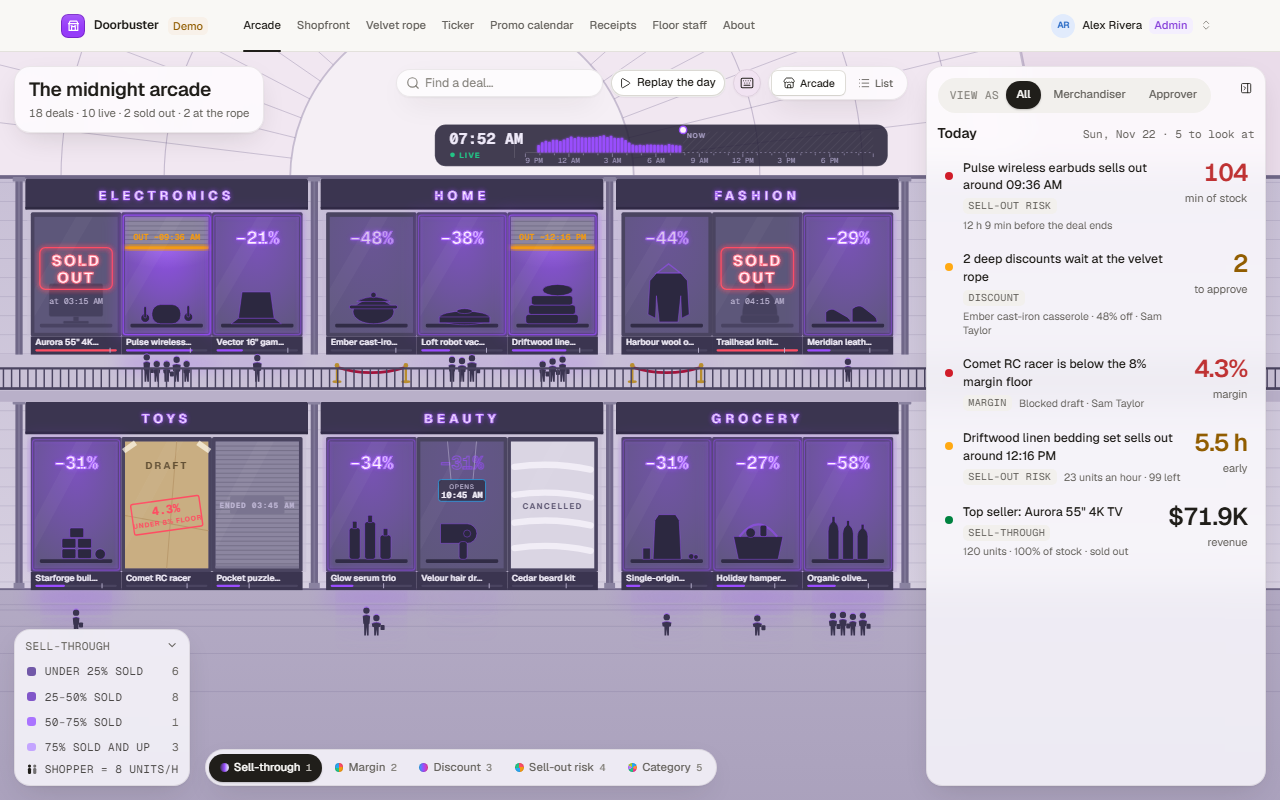 Doorbuster Demo Arcade Shopfront Velvet rope Ticker Promo calendar Receipts Floor staff About AR Alex Rivera Admin
The midnight arcade
18 deals · 10 live · 2 sold out · 2 at the rope
Find a deal... Replay the day Arcade List
07:52 AM
LIVE
NOW
9 PM 12 AM 3 AM 6 AM 9 AM 12 PM 3 PM 6 PM
ELECTRONICS HOME FASHION
SOLD OUT
at 03:15 AM
OUT ~09:36 AM
−21%
−48%
−38%
OUT ~12:16 PM
−44%
SOLD OUT
at 04:15 AM
−29%
Aurora 55" 4K... Pulse wireless... Vector 16" gam... Ember cast-iro... Loft robot vac... Driftwood line... Harbour wool o... Trailhead knit... Meridian leath...
TOYS BEAUTY GROCERY
−31%
DRAFT
4.3%
UNDER 8% FLOOR
ENDED 03:45 AM
−34%
OPENS
10:45 AM
CANCELLED
−31%
−27%
−58%
Starforge buil... Comet RC racer Pocket puzzle... Glow serum trio Velour hair dr... Cedar beard kit Single-origin... Holiday hamper... Organic olive...
SELL-THROUGH
UNDER 25% SOLD 6
25-50% SOLD 8
50-75% SOLD 1
75% SOLD AND UP 3
SHOPPER = 8 UNITS/H
Sell-through 1 Margin 2 Discount 3 Sell-out risk 4 Category 5
VIEW AS All Merchandiser Approver
Today Sun, Nov 22 · 5 to look at
Pulse wireless earbuds sells out around 09:36 AM
SELL-OUT RISK
12 h 9 min before the deal ends
104
min of stock
2 deep discounts wait at the velvet rope
DISCOUNT
Ember cast-iron casserole · 48% off · Sam Taylor
2
to approve
Comet RC racer is below the 8% margin floor
MARGIN Blocked draft · Sam Taylor
4.3%
margin
Driftwood linen bedding set sells out around 12:16 PM
SELL-OUT RISK 23 units an hour · 99 left
5.5 h
early
Top seller: Aurora 55" 4K TV
SELL-THROUGH
120 units · 100% of stock · sold out
$71.9K
revenue